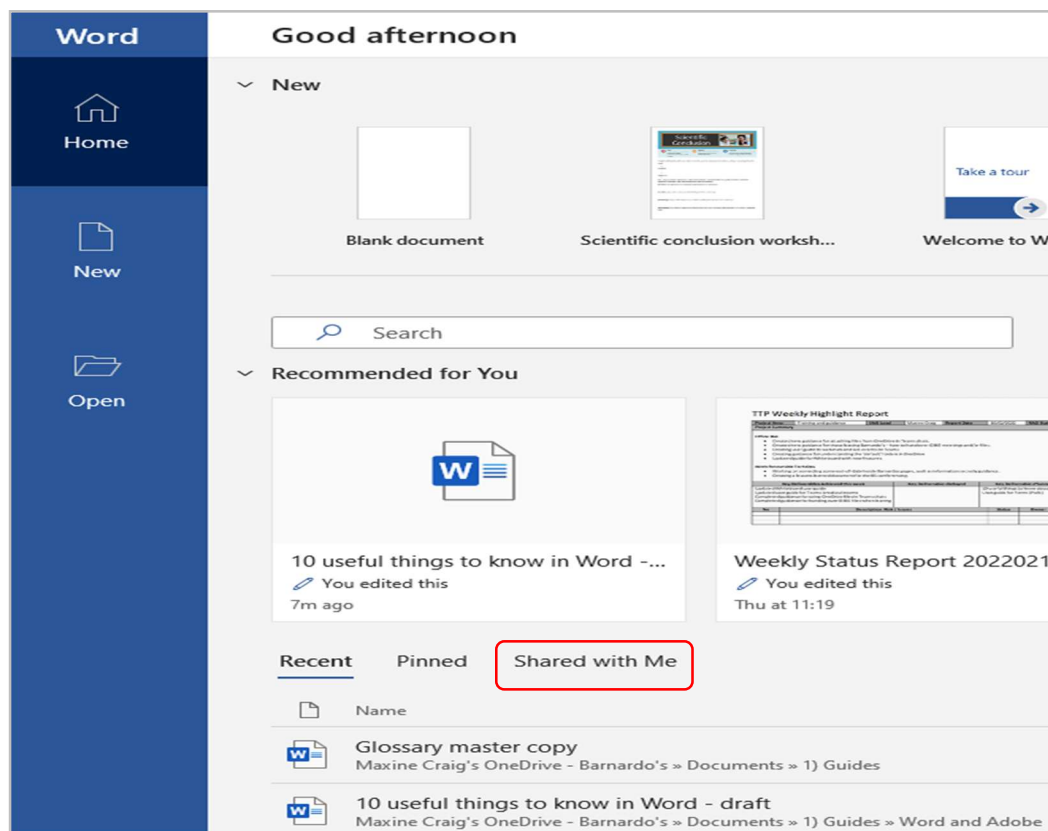 Word
Good afternoon
New
Home
Scientific
Conclusion
Take a tour
New
Blank document
Scientific conclusion worksh...
Welcome to W
Search
Recommended for You
Open
TTP Weekly Highlight Report
W
10 useful things to know in Word -...
You edited this
7m ago
Weekly Status Report 2022021
You edited this
Thu at 11:19
Recent
Pinned
Shared with Me
Name
W
Glossary master copy
Maxine Craig's OneDrive - Barnardo's » Documents » 1) Guides
W
10 useful things to know in Word - draft
Maxine Craig's OneDrive - Barnardo's » Documents » 1) Guides » Word and Adobe